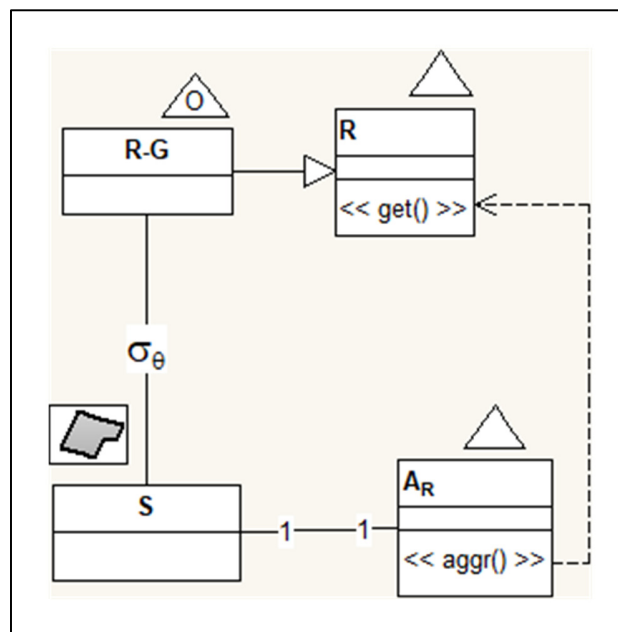 O
R-G
R
<< get() >>
σθ
S
AR
1 1
<< aggr() >>